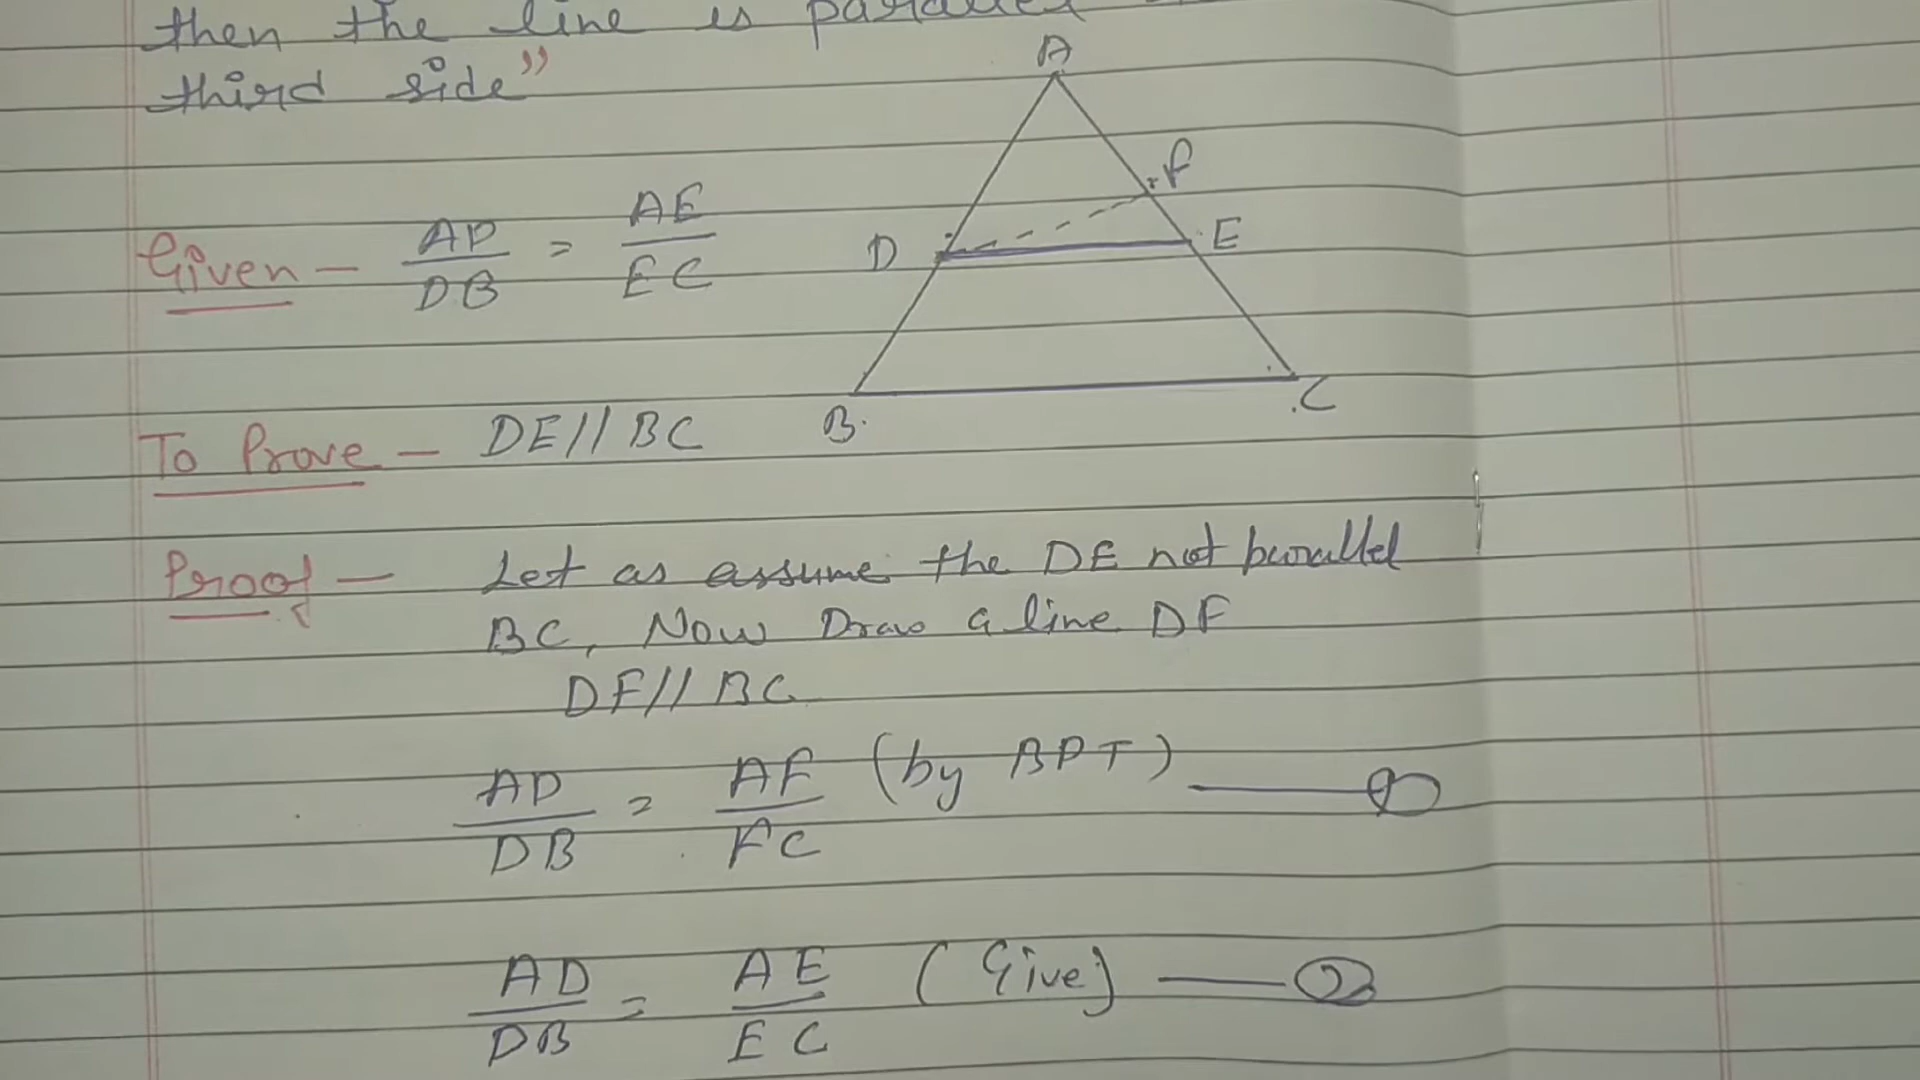 then the line is parallel
third side"
A
F
D
E
B
C
Given - AD/DB = AE/EC
To Prove - DE//BC
Proof - Let as assume the DE not parallel
BC, Now Draw a line DF
DF//BC
AD/DB = AF/FC (by BPT) — 1
AD/DB = AE/EC (Give) — 2